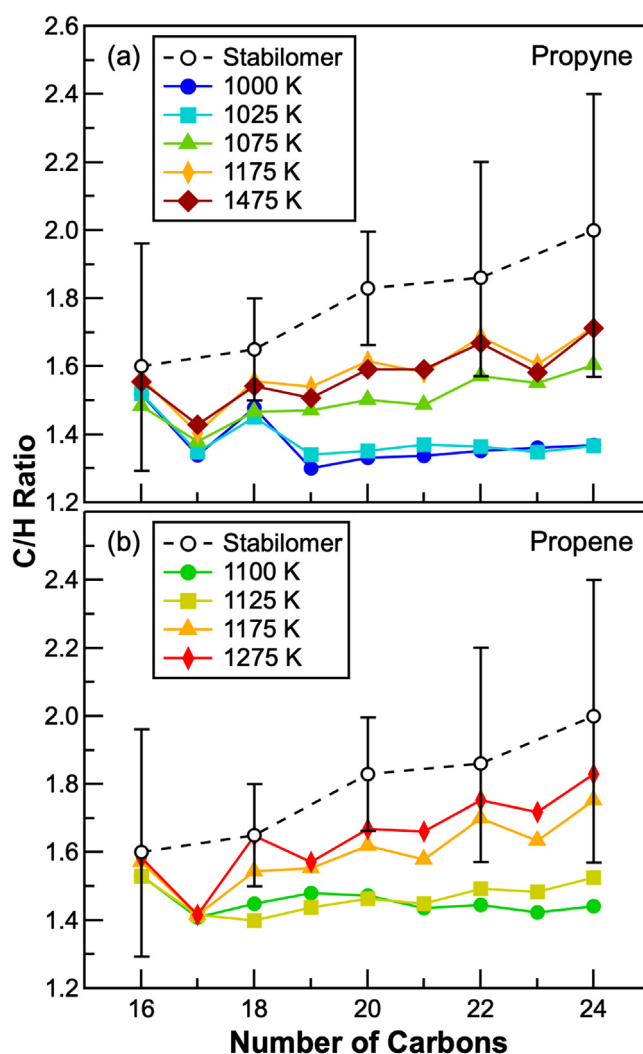 2.6
(a)
Stabilomer
Propyne
1000 K
2.4
1025 K
1075 K
2.2
1175 K
1475 K
2.0
1.8
1.6
1.4
1.2
C/H Ratio
(b)
Stabilomer
Propene
2.4
1100 K
1125 K
2.2
1175 K
1275 K
2.0
1.8
1.6
1.4
1.2
16 18 20 22 24
Number of Carbons